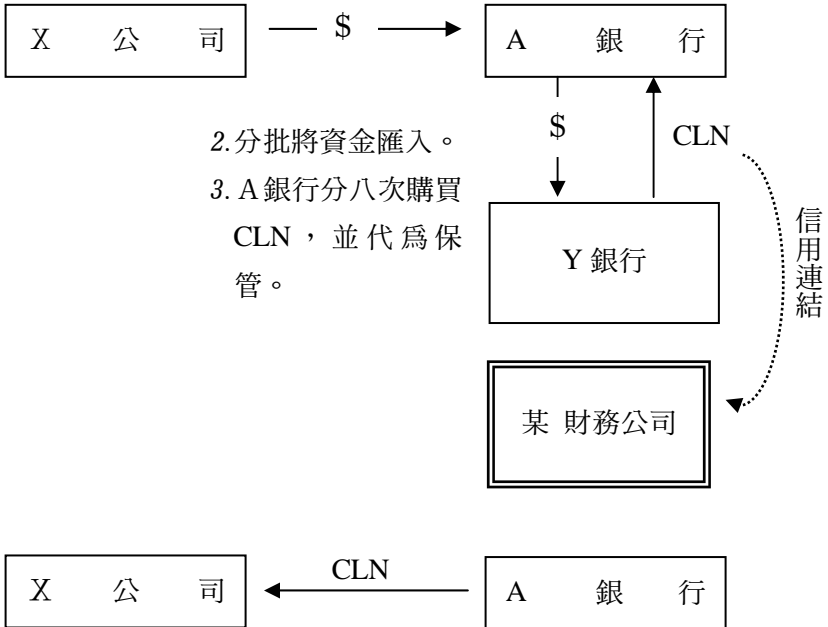 X 公 司
$
A 銀 行
2.分批將資金匯入。
3. A銀行分八次購買
CLN，並代爲保
管。
$
CLN
信用連結
Y 銀行
某 財務公司
X 公 司
CLN
A 銀 行